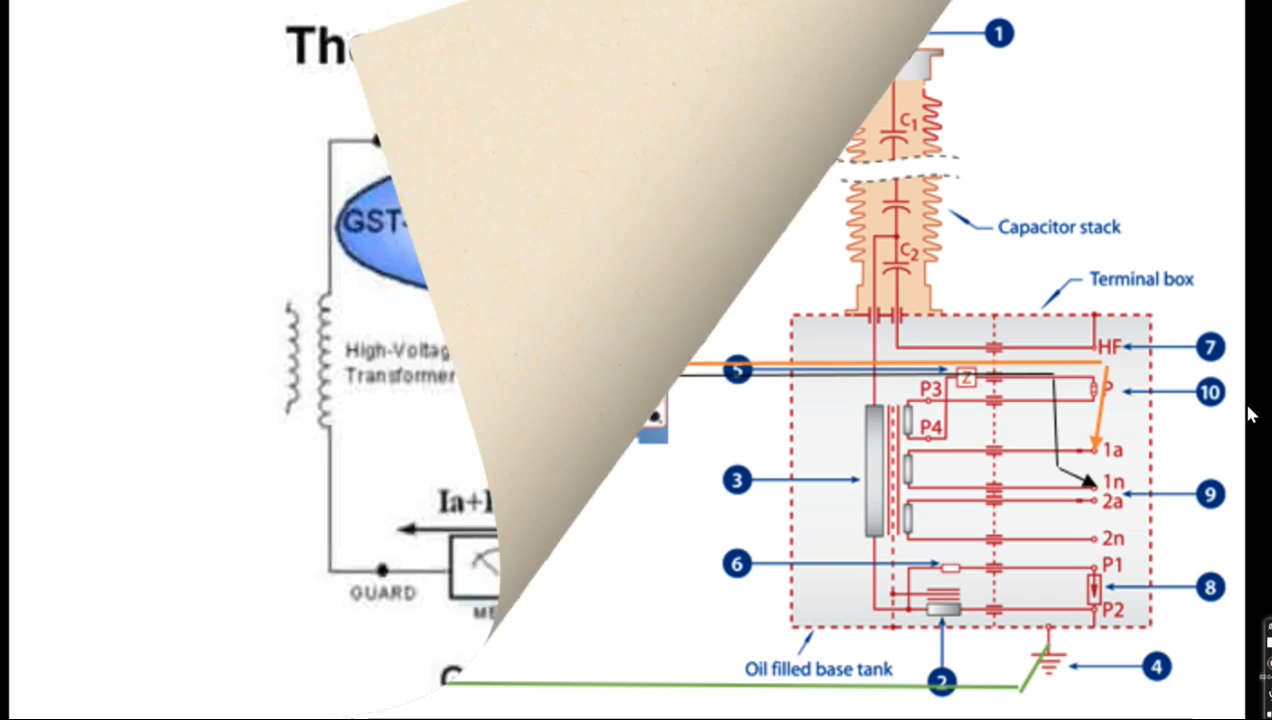 Th
GST-
High-Voltag
Transformer
Ia+I
GUARD
ME
C
1
C1
Capacitor stack
C2
Terminal box
HF
7
5
Z
P3
P
10
P4
1a
3
1n
9
2a
2n
6
P1
8
P2
Oil filled base tank
2
4